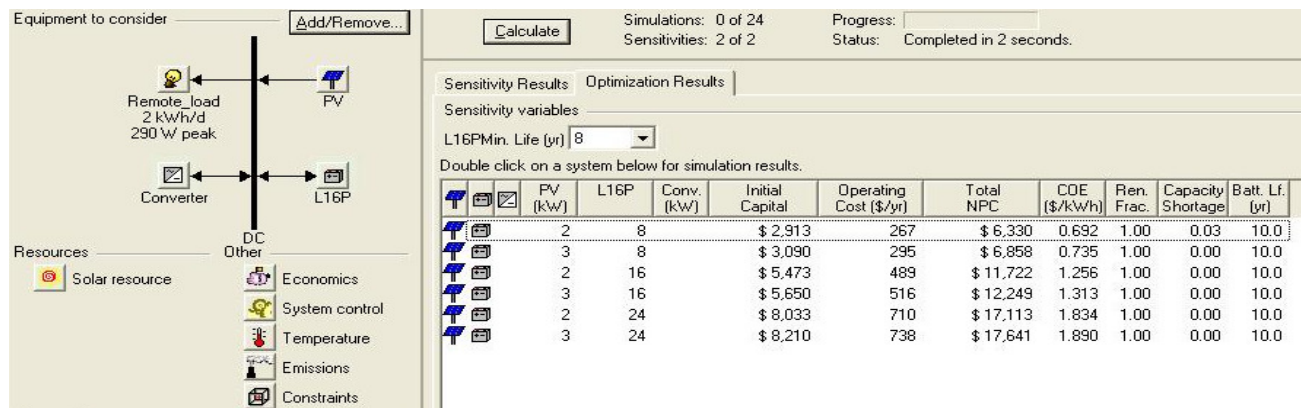 Equipment to consider
Add/Remove...
Remote_load
2 kWh/d
290 W peak
PV
Converter
L16P
DC
Resources
Other
Solar resource
Economics
System control
Temperature
Emissions
Constraints
Calculate
Simulations: 0 of 24
Sensitivities: 2 of 2
Progress:
Status: Completed in 2 seconds.
Sensitivity Results
Optimization Results
Sensitivity variables
L16PMin. Life (yr) 8
Double click on a system below for simulation results.
PV (kW) L16P Conv. (kW) Initial Capital Operating Cost ($/yr) Total NPC COE ($/kWh) Ren. Frac. Capacity Shortage Batt. Lf. (yr)
2 8 $ 2,913 267 $ 6,330 0.692 1.00 0.03 10.0
3 8 $ 3,090 295 $ 6,858 0.735 1.00 0.00 10.0
2 16 $ 5,473 489 $ 11,722 1.256 1.00 0.00 10.0
3 16 $ 5,650 516 $ 12,249 1.313 1.00 0.00 10.0
2 24 $ 8,033 710 $ 17,113 1.834 1.00 0.00 10.0
3 24 $ 8,210 738 $ 17,641 1.890 1.00 0.00 10.0